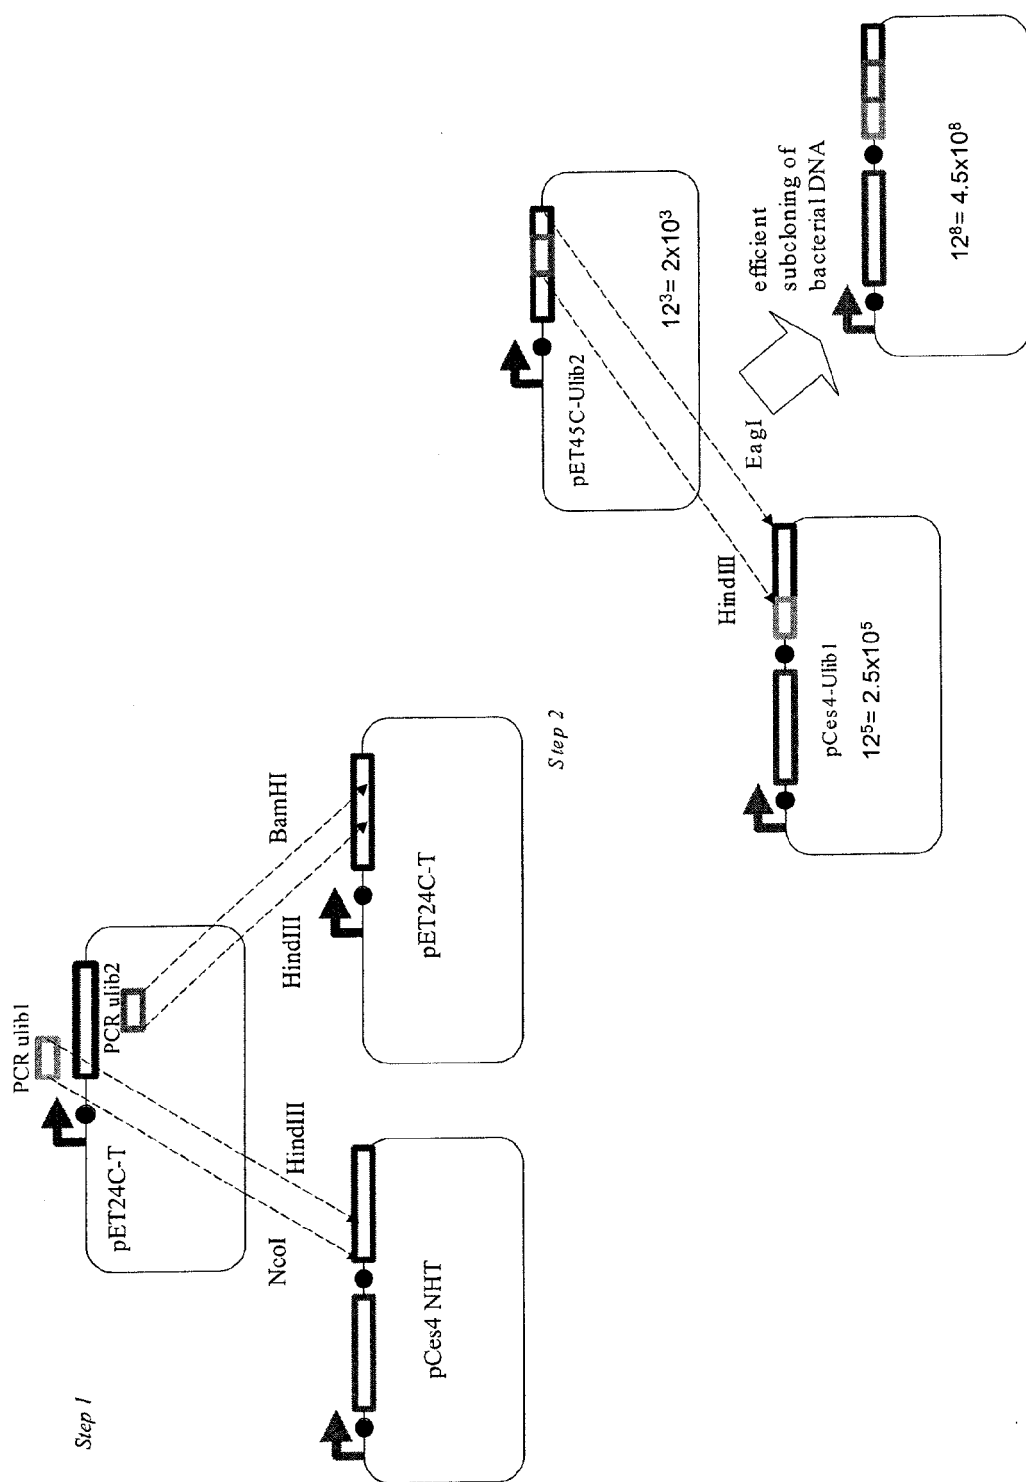 Step 1
pET24C-T
PCR ulib1
PCR ulib2
NcoI
HindIII
HindIII
BamHI
pCes4 NHT
pET24C-T
Step 2
pET45C-Ulib2
12³= 2x10³
HindIII
EagI
pCes4-Ulib1
12⁵= 2.5x10⁵
efficient
subcloning of
bacterial DNA
12⁸= 4.5x10⁸